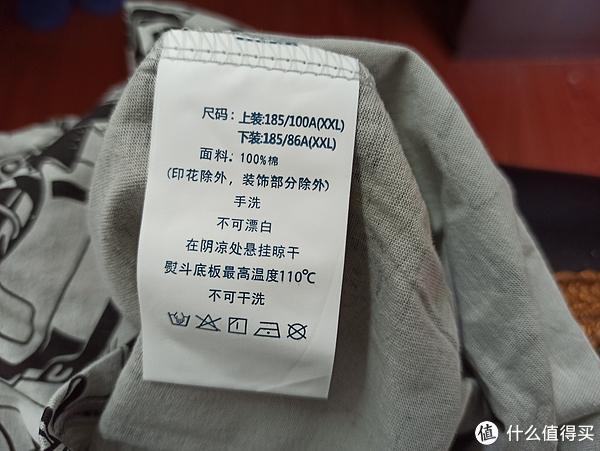 尺码：上装:185/100A(XXL)
下装:185/86A(XXL)
面料：100%棉
(印花除外，装饰部分除外)
手洗
不可漂白
在阴凉处悬挂晾干
熨斗底板最高温度110℃
不可干洗
值 什么值得买